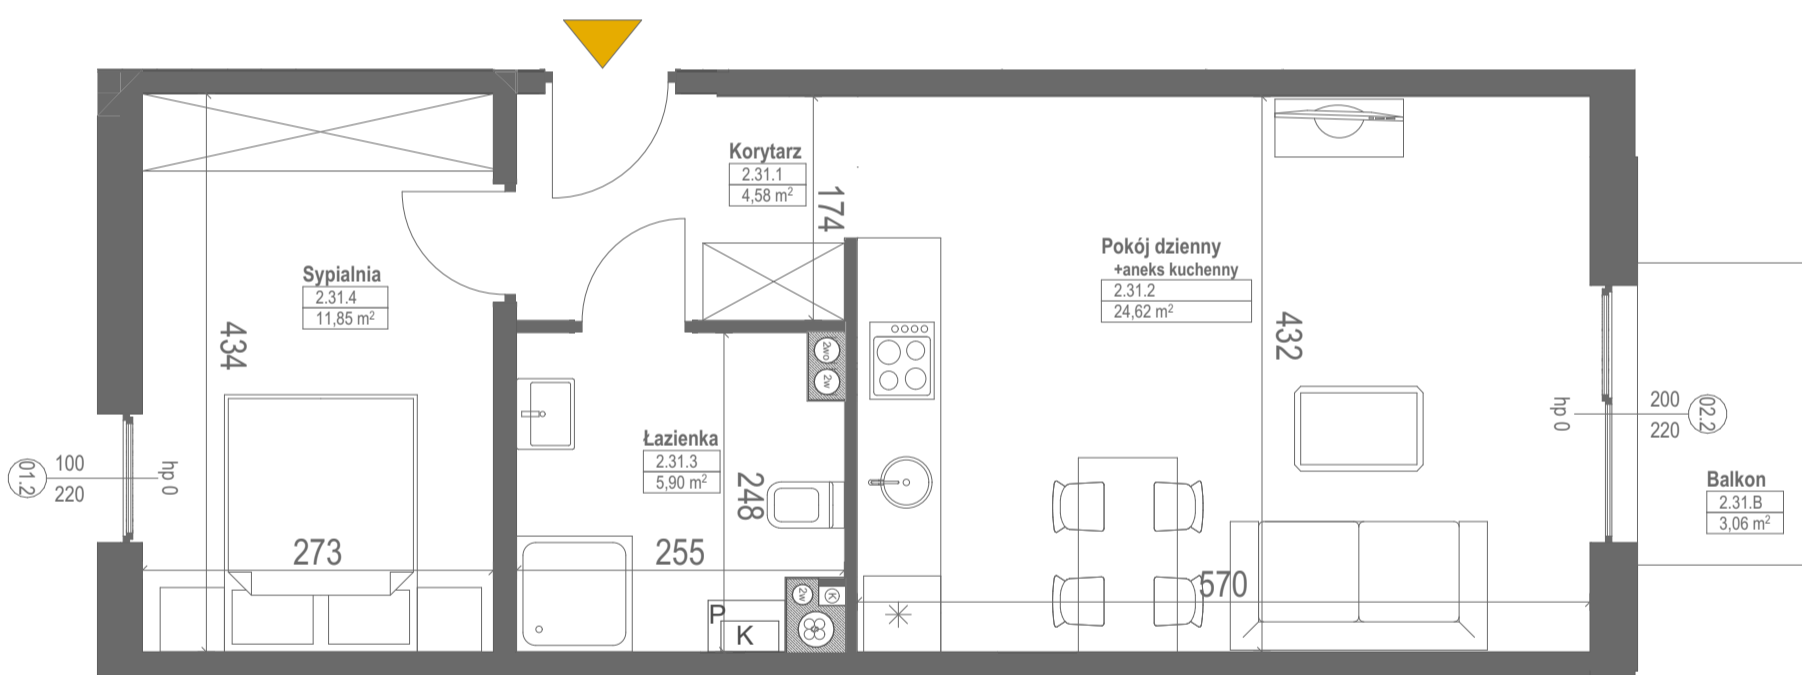 Korytarz
2.31.1
4,58 m²
174
Sypialnia
2.31.4
11,85 m²
434
273
100
220
01.2
hp 0
Łazienka
2.31.3
5,90 m²
248
255
2wo
2w
2w
K
P
K
Pokój dzienny
+aneks kuchenny
2.31.2
24,62 m²
432
570
hp 0
200
220
02.2
Balkon
2.31.B
3,06 m²